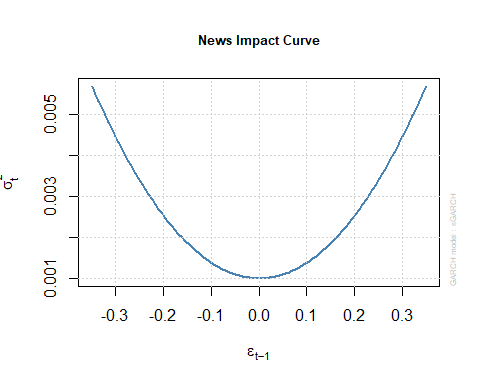 News Impact Curve
σ_t^2
0.005
0.003
0.001
-0.3 -0.2 -0.1 0.0 0.1 0.2 0.3
ε_{t−1}
GARCH model : sGARCH